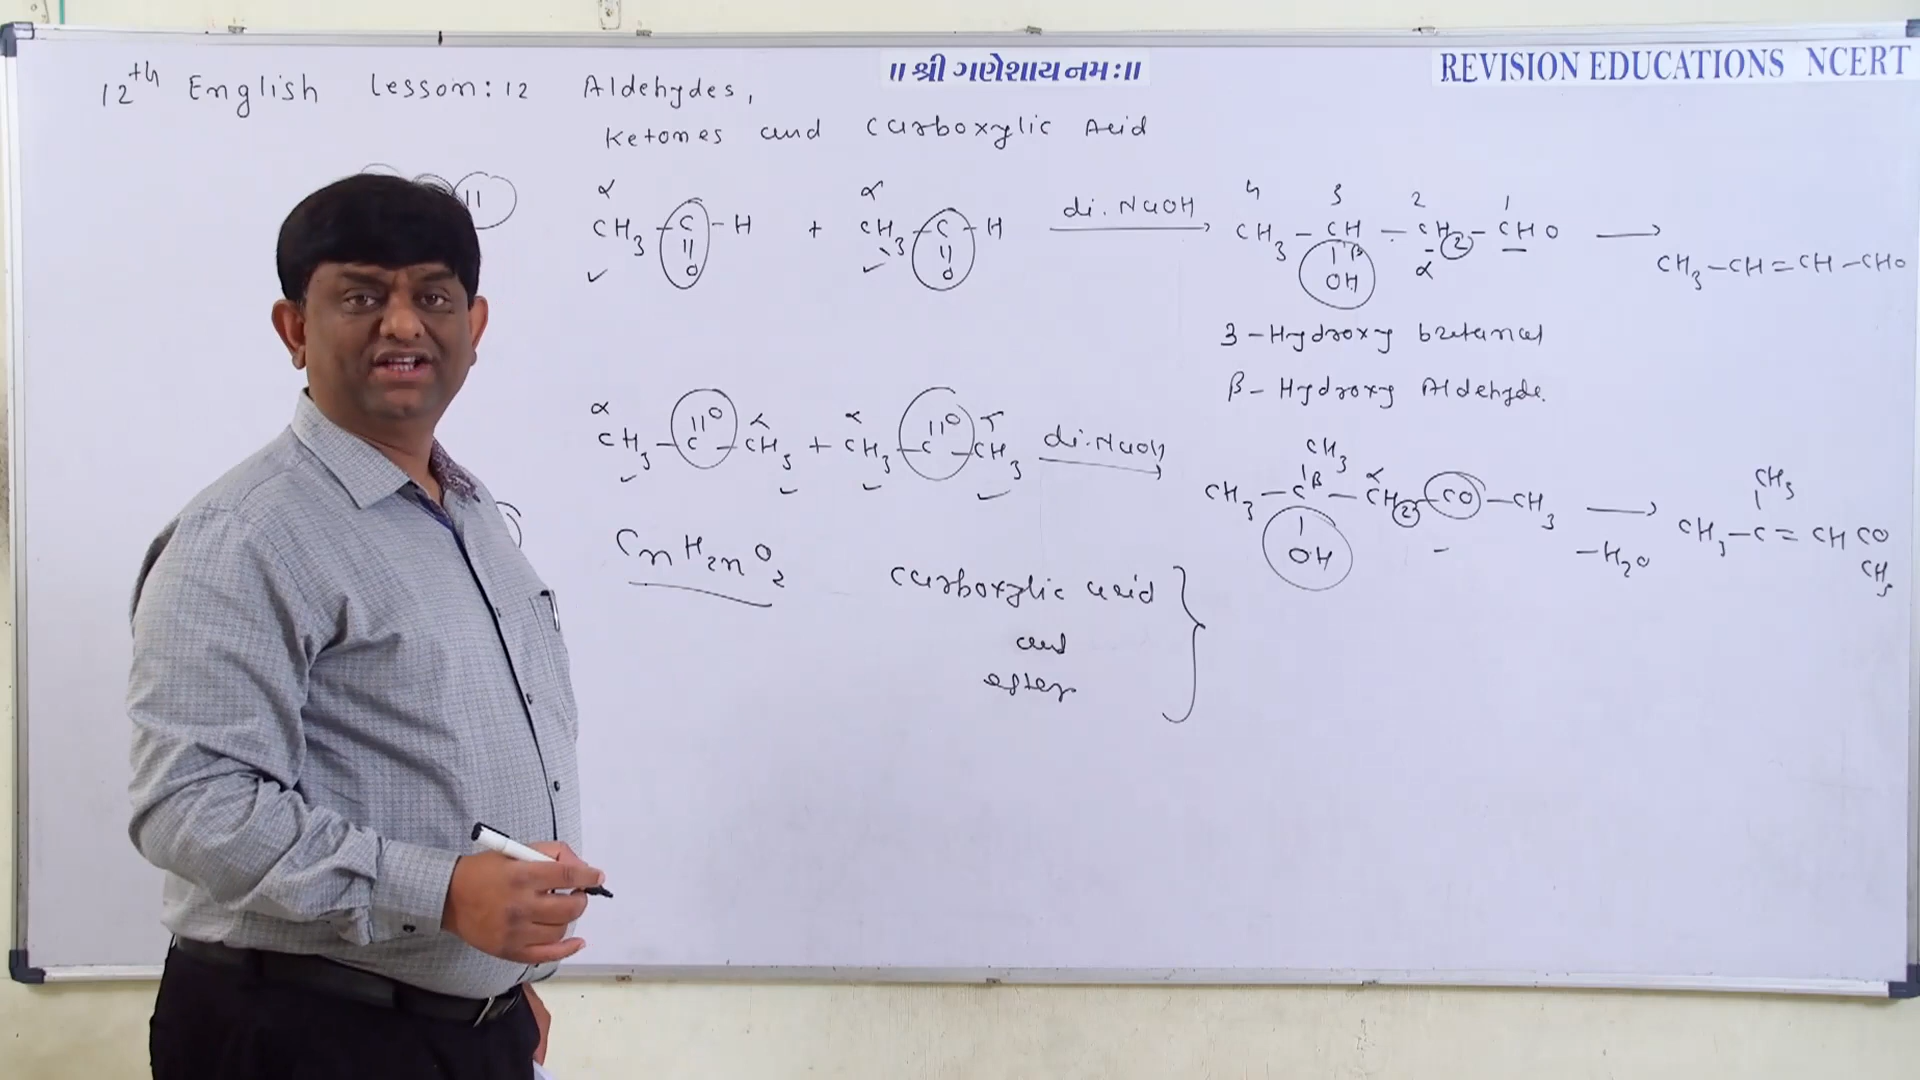 ॥ શ્રી ગણેશાય નમઃ॥
REVISION EDUCATIONS NCERT
12th English Lesson: 12 Aldehydes,
Ketones and Carboxylic Acid
α α 4 3 2 1
CH3 - C - H + CH3 - C - H di. NaOH → CH3 - CH - CH2 - CHO →
|| || | β α
O O OH
CH3 - CH = CH - CHO
3 - Hydroxy butanal
β - Hydroxy Aldehyde.
α || O α α || O α
CH3 - C - CH3 + CH3 - C - CH3 di. NaOH →
CH3
| β α
CH3 - C - CH2 - CO - CH3 → -H2O
|
OH
CH3
|
CH3 - C = CH CO
CH3
CnH2nO2
Carboxylic acid
and
ester